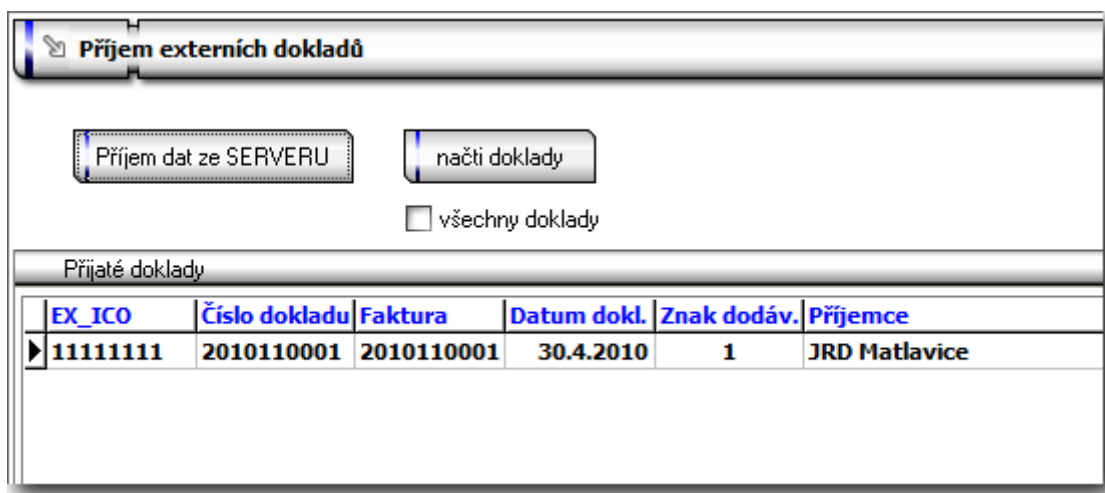 Příjem externích dokladů
Příjem dat ze SERVERU načti doklady
všechny doklady
Přijaté doklady
EX_ICO Číslo dokladu Faktura Datum dokl. Znak dodáv. Příjemce
11111111 2010110001 2010110001 30.4.2010 1 JRD Matlavice